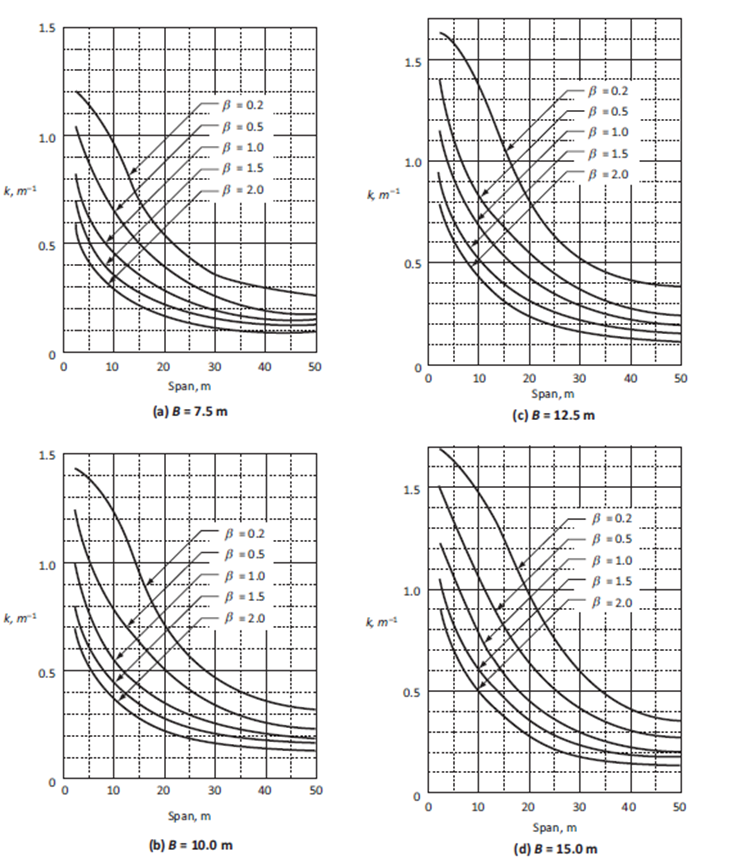 1.5
1.0
0.5
0
k, m⁻¹
β = 0.2
β = 0.5
β = 1.0
β = 1.5
β = 2.0
0 10 20 30 40 50
Span, m
(a) B = 7.5 m
1.5
1.0
0.5
0
k, m⁻¹
β = 0.2
β = 0.5
β = 1.0
β = 1.5
β = 2.0
0 10 20 30 40 50
Span, m
(c) B = 12.5 m
1.5
1.0
0.5
0
k, m⁻¹
β = 0.2
β = 0.5
β = 1.0
β = 1.5
β = 2.0
0 10 20 30 40 50
Span, m
(b) B = 10.0 m
1.5
1.0
0.5
0
k, m⁻¹
β = 0.2
β = 0.5
β = 1.0
β = 1.5
β = 2.0
0 10 20 30 40 50
Span, m
(d) B = 15.0 m